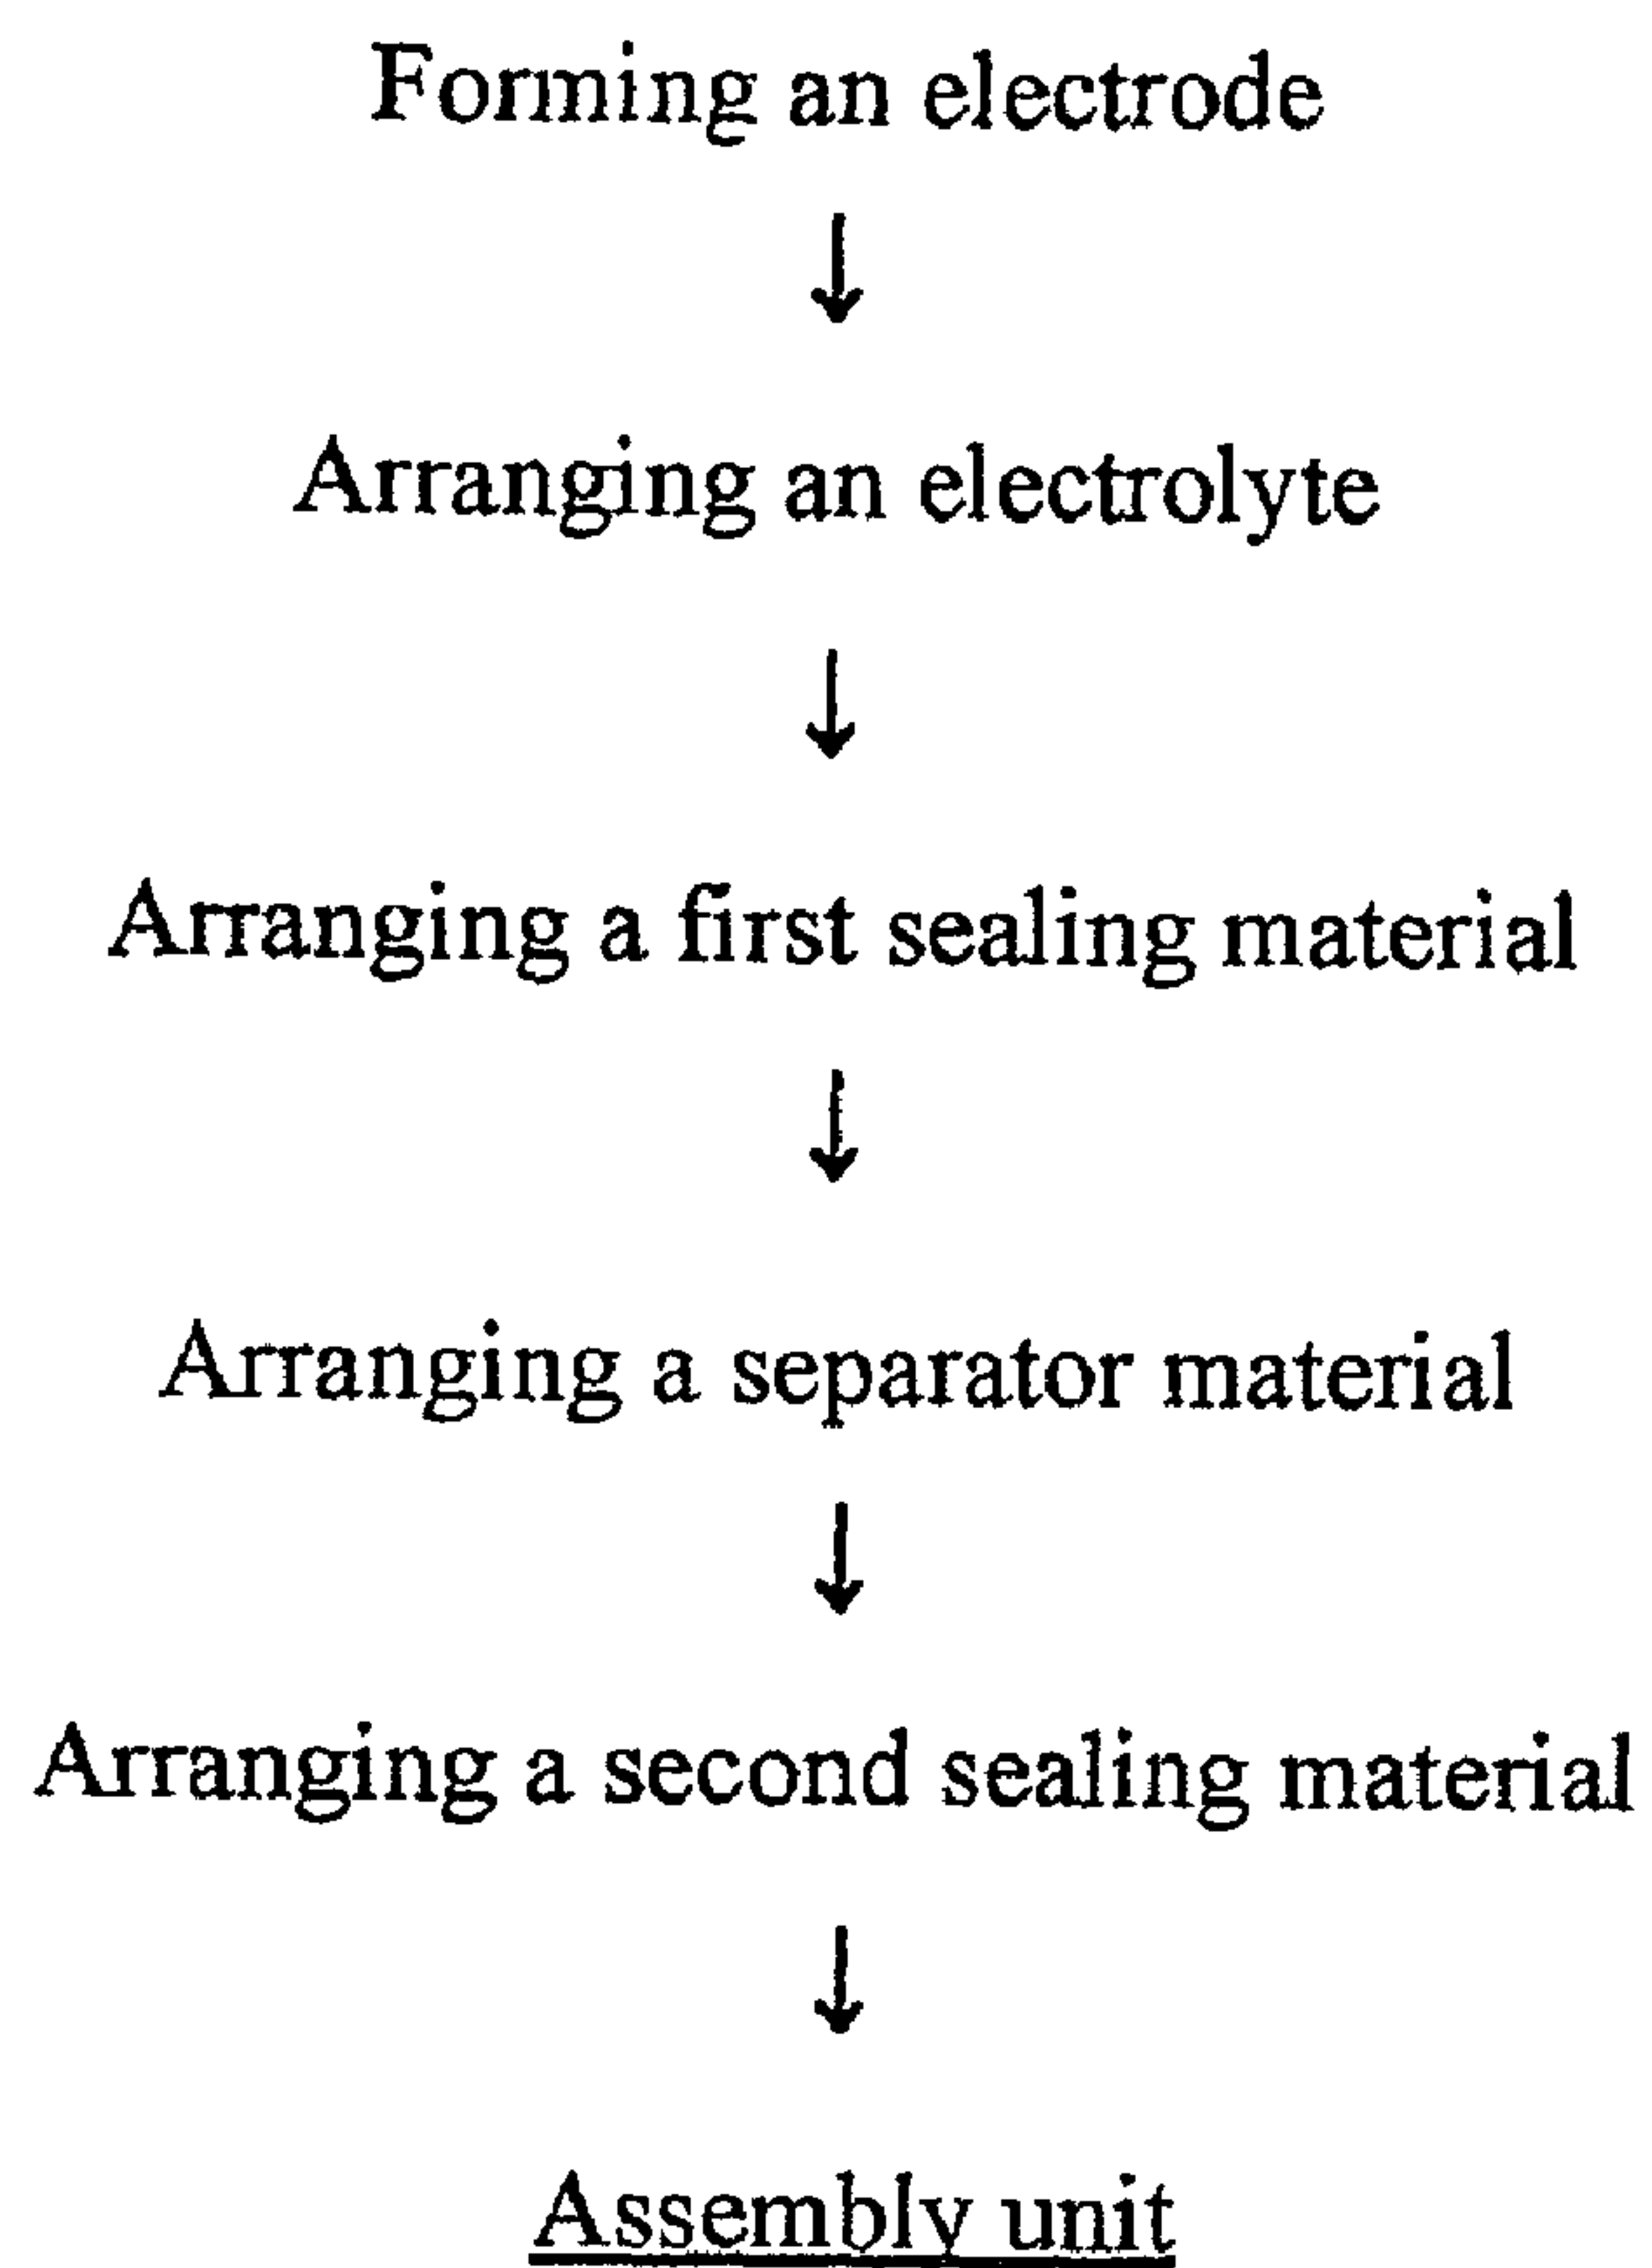 Forming an electrode
↓
Arranging an electrolyte
↓
Arranging a first sealing material
↓
Arranging a separator material
↓
Arranging a second sealing material
↓
Assembly unit